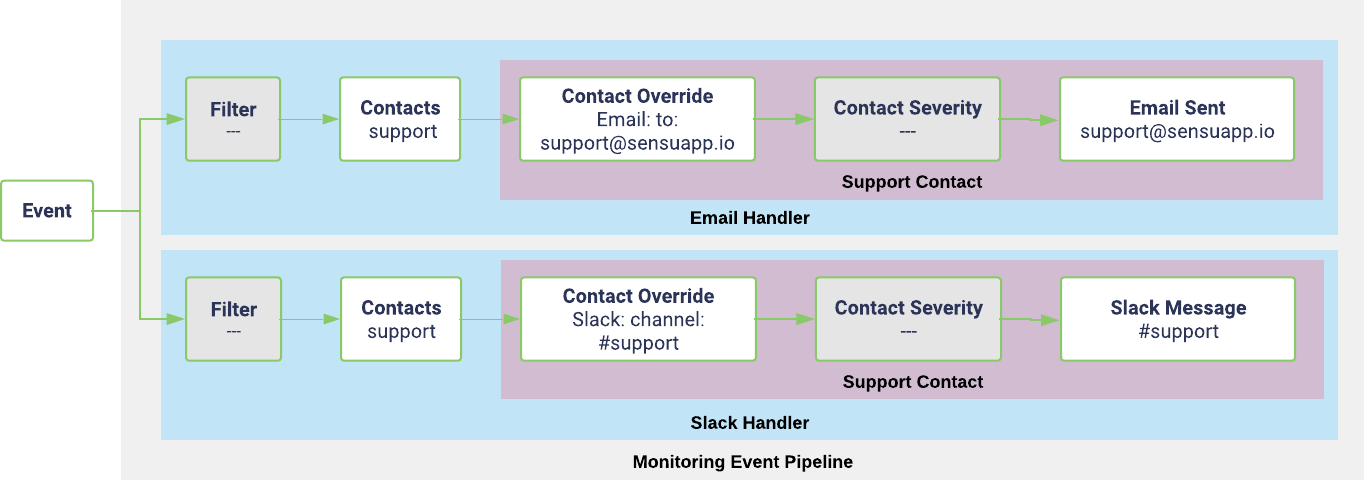 Event
Filter
---
Contacts
support
Contact Override
Email: to:
support@sensuapp.io
Contact Severity
---
Email Sent
support@sensuapp.io
Support Contact
Email Handler
Filter
---
Contacts
support
Contact Override
Slack: channel:
#support
Contact Severity
---
Slack Message
#support
Support Contact
Slack Handler
Monitoring Event Pipeline